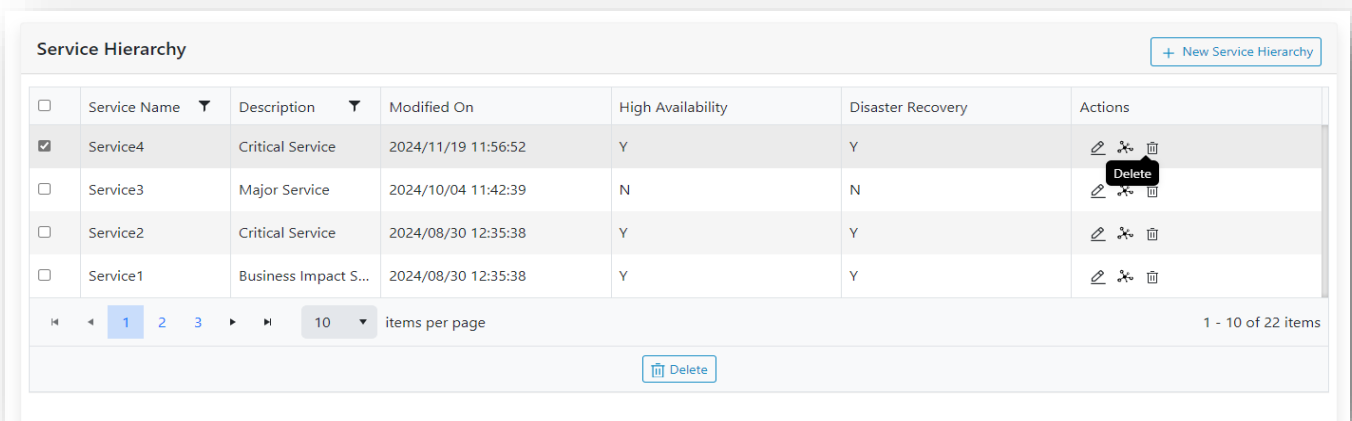 Service Hierarchy
+ New Service Hierarchy
Service Name Description Modified On High Availability Disaster Recovery Actions
Service4 Critical Service 2024/11/19 11:56:52 Y Y
Delete
Service3 Major Service 2024/10/04 11:42:39 N N
Service2 Critical Service 2024/08/30 12:35:38 Y Y
Service1 Business Impact S... 2024/08/30 12:35:38 Y Y
1 2 3 10 items per page 1 - 10 of 22 items
Delete